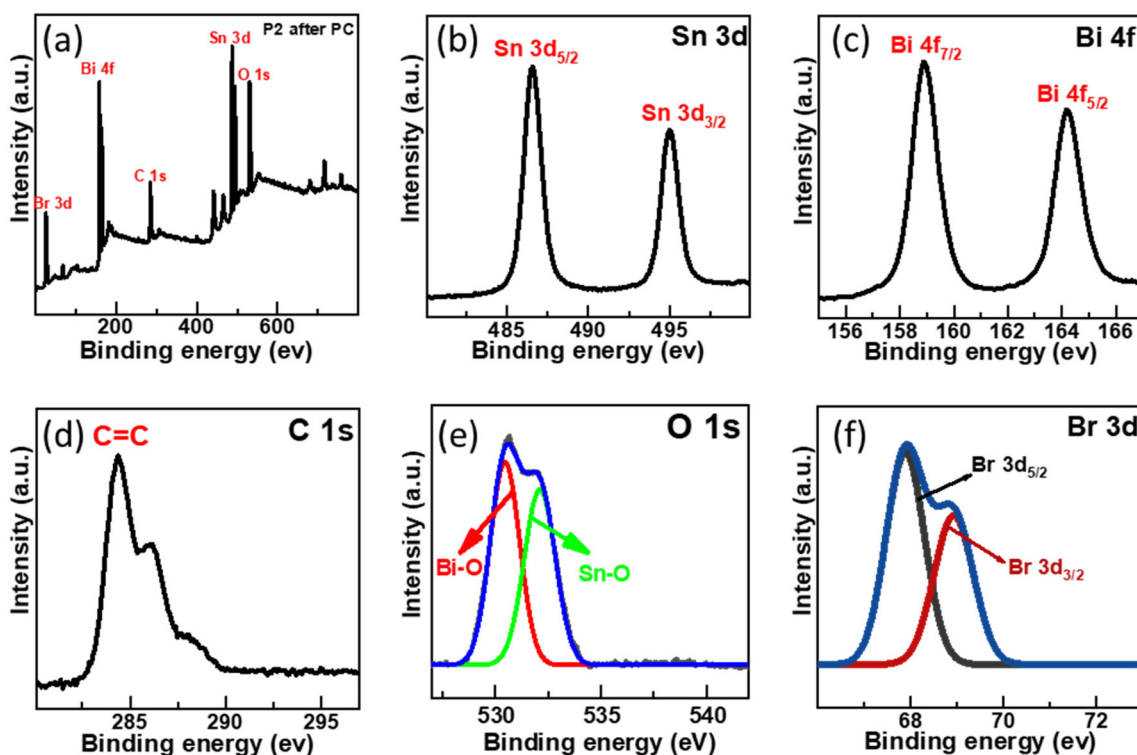 (a)
P2 after PC
Sn 3d
Bi 4f
O 1s
C 1s
Br 3d
Intensity (a.u.)
200 400 600
Binding energy (ev)
(b)
Sn 3d
Sn 3d5/2
Sn 3d3/2
Intensity (a.u.)
485 490 495
Binding energy (ev)
(c)
Bi 4f
Bi 4f7/2
Bi 4f5/2
Intensity (a.u.)
156 158 160 162 164 166
Binding energy (ev)
(d)
C 1s
C=C
Intensity (a.u.)
285 290 295
Binding energy (ev)
(e)
O 1s
Bi-O
Sn-O
Intensity (a.u.)
530 535 540
Binding energy (eV)
(f)
Br 3d
Br 3d5/2
Br 3d3/2
Intensity (a.u.)
68 70 72
Binding energy (ev)